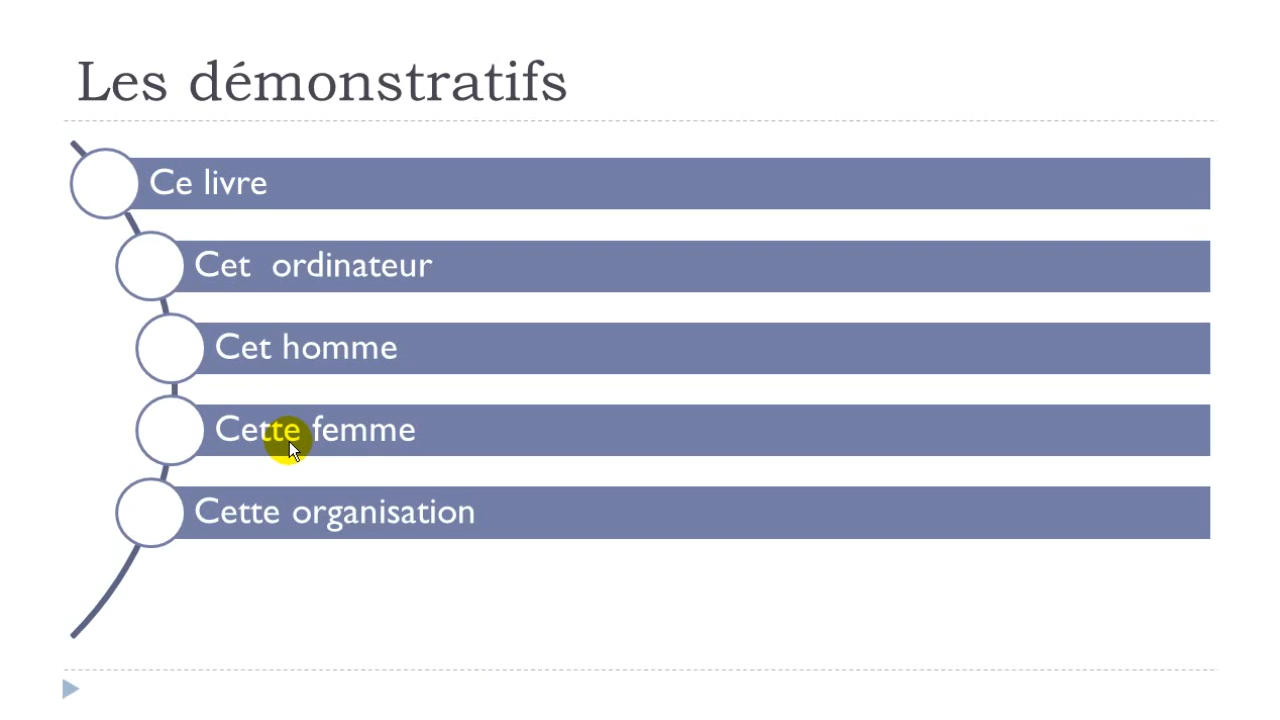 Les démonstratifs
Ce livre
Cet ordinateur
Cet homme
Cette femme
Cette organisation